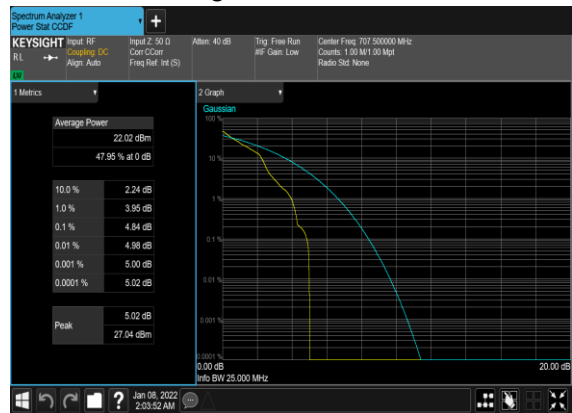 Spectrum Analyzer 1
Power Stat CCDF
KEYSIGHT
RL
Input: RF
Coupling: DC
Align: Auto
Input Z: 50 Ω
Corr CCorr
Freq Ref: Int (S)
Atten: 40 dB
Trig: Free Run
#IF Gain: Low
Center Freq: 707.500000 MHz
Counts: 1.00 M/1.00 Mpt
Radio Std: None
1 Metrics
Average Power
22.02 dBm
47.95 % at 0 dB
10.0 % 2.24 dB
1.0 % 3.95 dB
0.1 % 4.84 dB
0.01 % 4.98 dB
0.001 % 5.00 dB
0.0001 % 5.02 dB
Peak
5.02 dB
27.04 dBm
2 Graph
Gaussian
100 %
10 %
1 %
0.1 %
0.01 %
0.001 %
0.0001 %
0.00 dB 20.00 dB
Info BW 25.000 MHz
?
Jan 08, 2022
2:03:52 AM